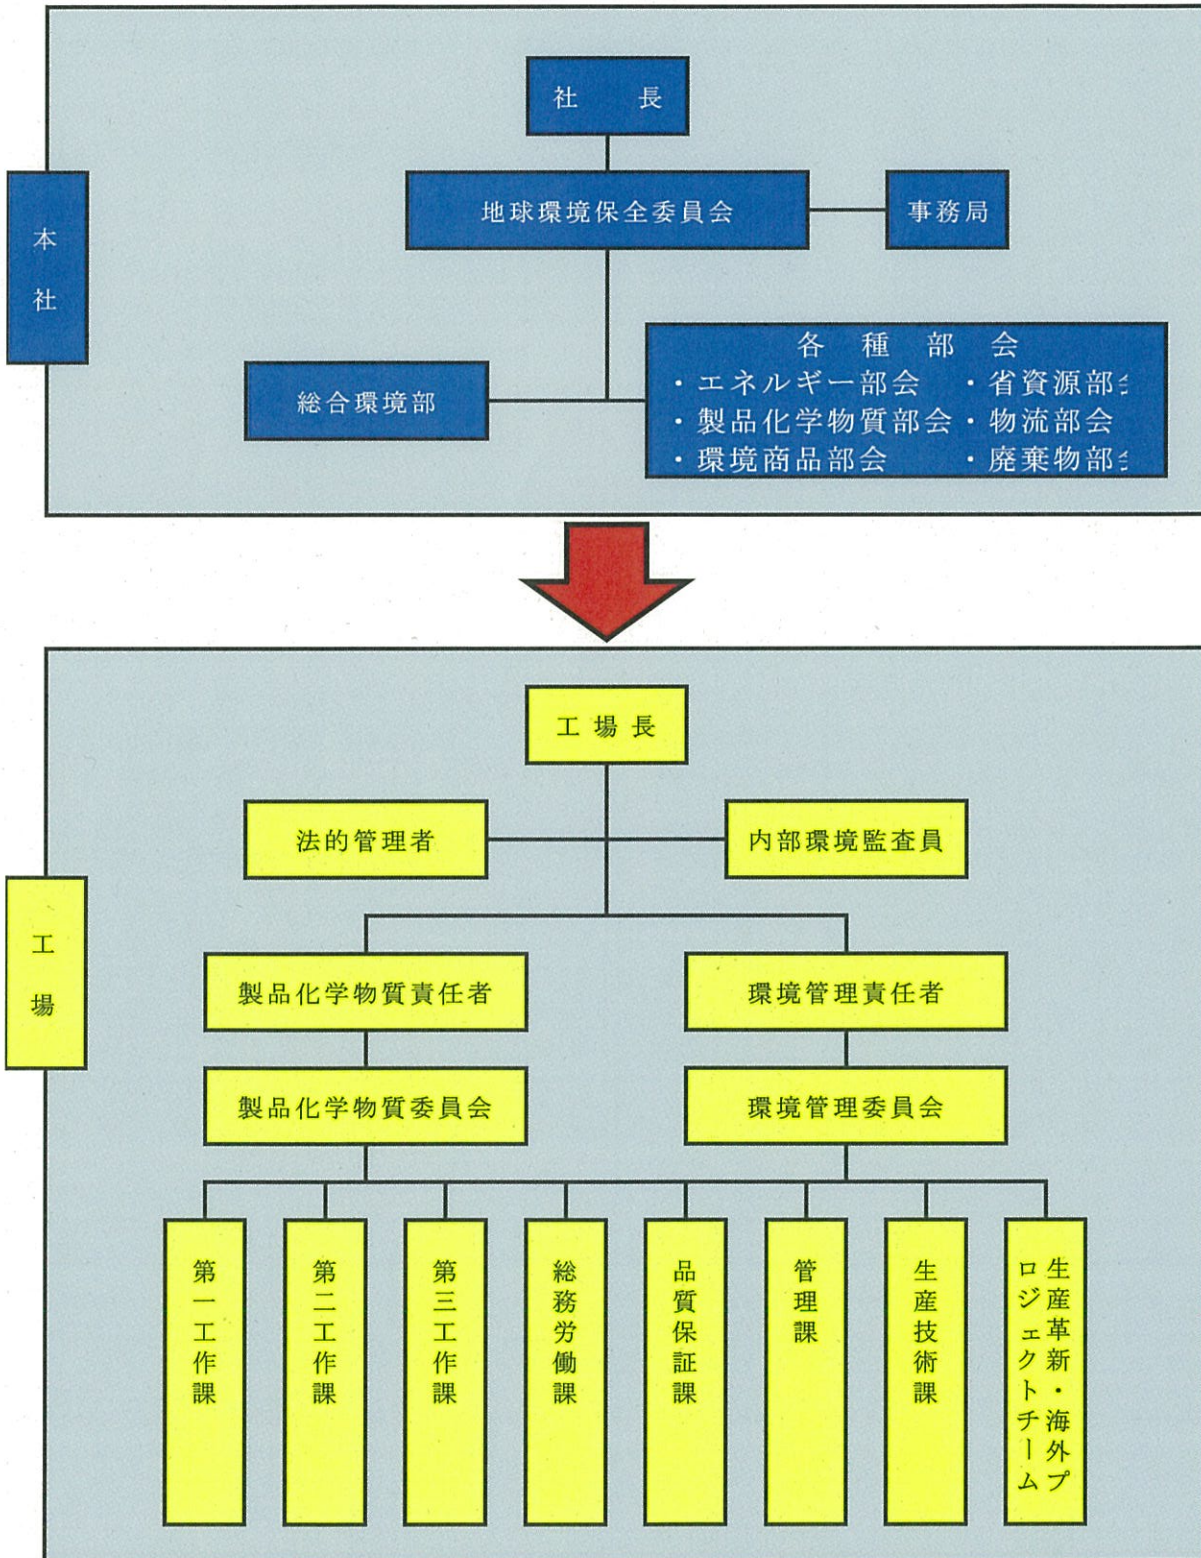 社 長
地球環境保全委員会
事務局
本社
総合環境部
各 種 部 会
・エネルギー部会 ・省資源部会
・製品化学物質部会・物流部会
・環境商品部会 ・廃棄物部会
工場長
法的管理者
内部環境監査員
工場
製品化学物質責任者
環境管理責任者
製品化学物質委員会
環境管理委員会
第一工作課
第二工作課
第三工作課
総務労働課
品質保証課
管理課
生産技術課
生産革新・海外プ
ロジェクトチーム